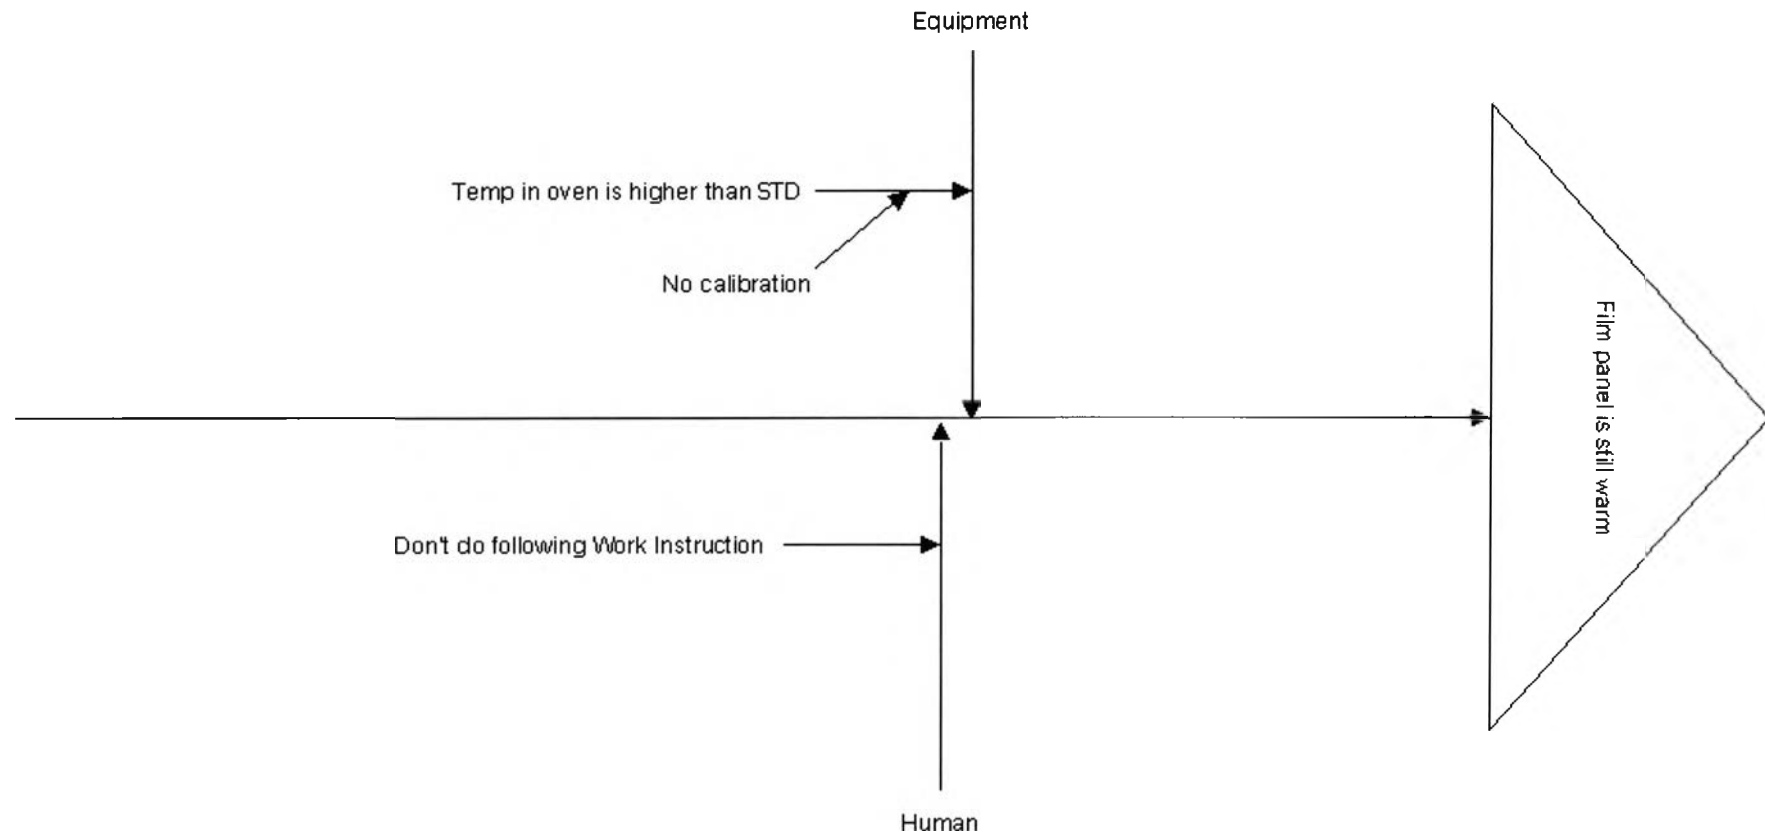 Equipment
Temp in oven is higher than STD
No calibration
Film panel is still warm
Don't do following Work Instruction
Human